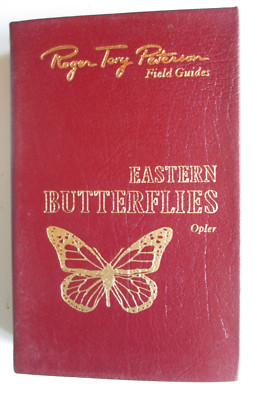 Roger Tory Peterson
Field Guides
EASTERN
BUTTERFLIES
Opler